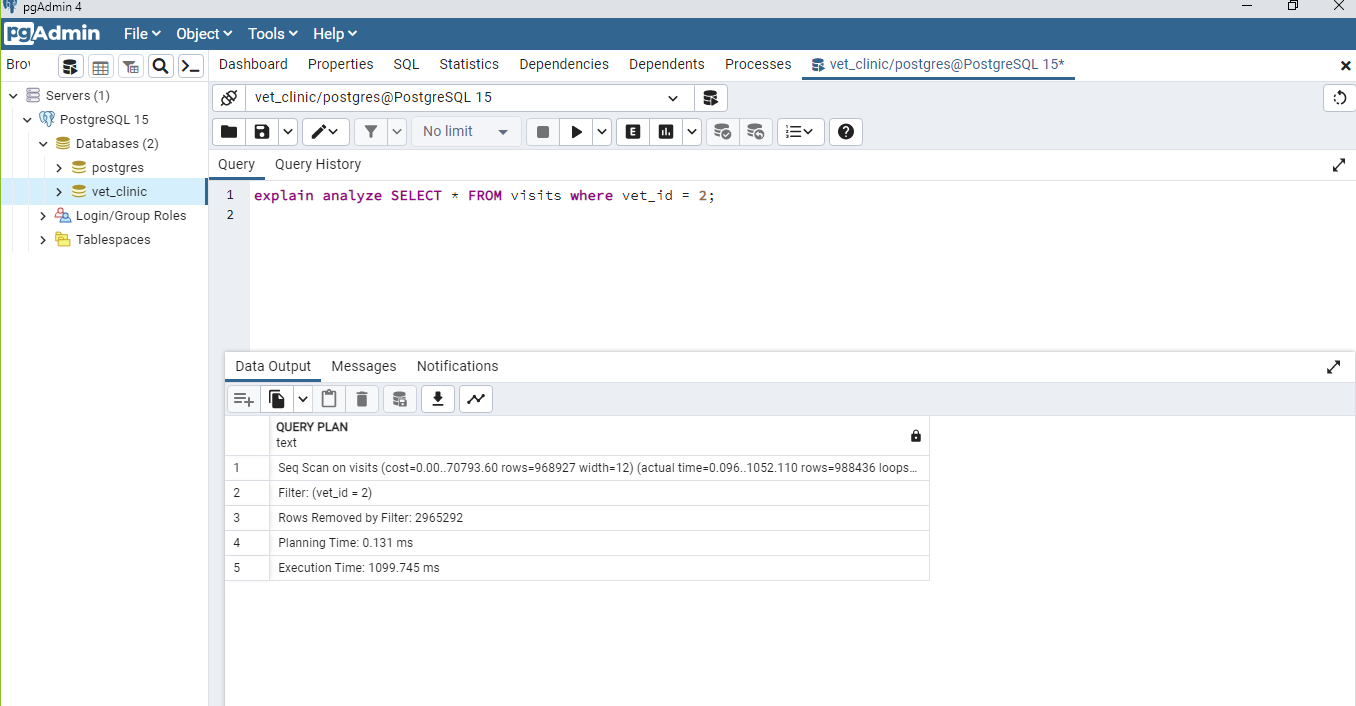 pgAdmin 4
pgAdmin File Object Tools Help
Brov Dashboard Properties SQL Statistics Dependencies Dependents Processes vet_clinic/postgres@PostgreSQL 15*
Servers (1)
PostgreSQL 15
Databases (2)
postgres
vet_clinic
Login/Group Roles
Tablespaces
vet_clinic/postgres@PostgreSQL 15
No limit E
Query Query History
1 explain analyze SELECT * FROM visits where vet_id = 2;
2
Data Output Messages Notifications
QUERY PLAN
text
1 Seq Scan on visits (cost=0.00..70793.60 rows=968927 width=12) (actual time=0.096..1052.110 rows=988436 loops...
2 Filter: (vet_id = 2)
3 Rows Removed by Filter: 2965292
4 Planning Time: 0.131 ms
5 Execution Time: 1099.745 ms